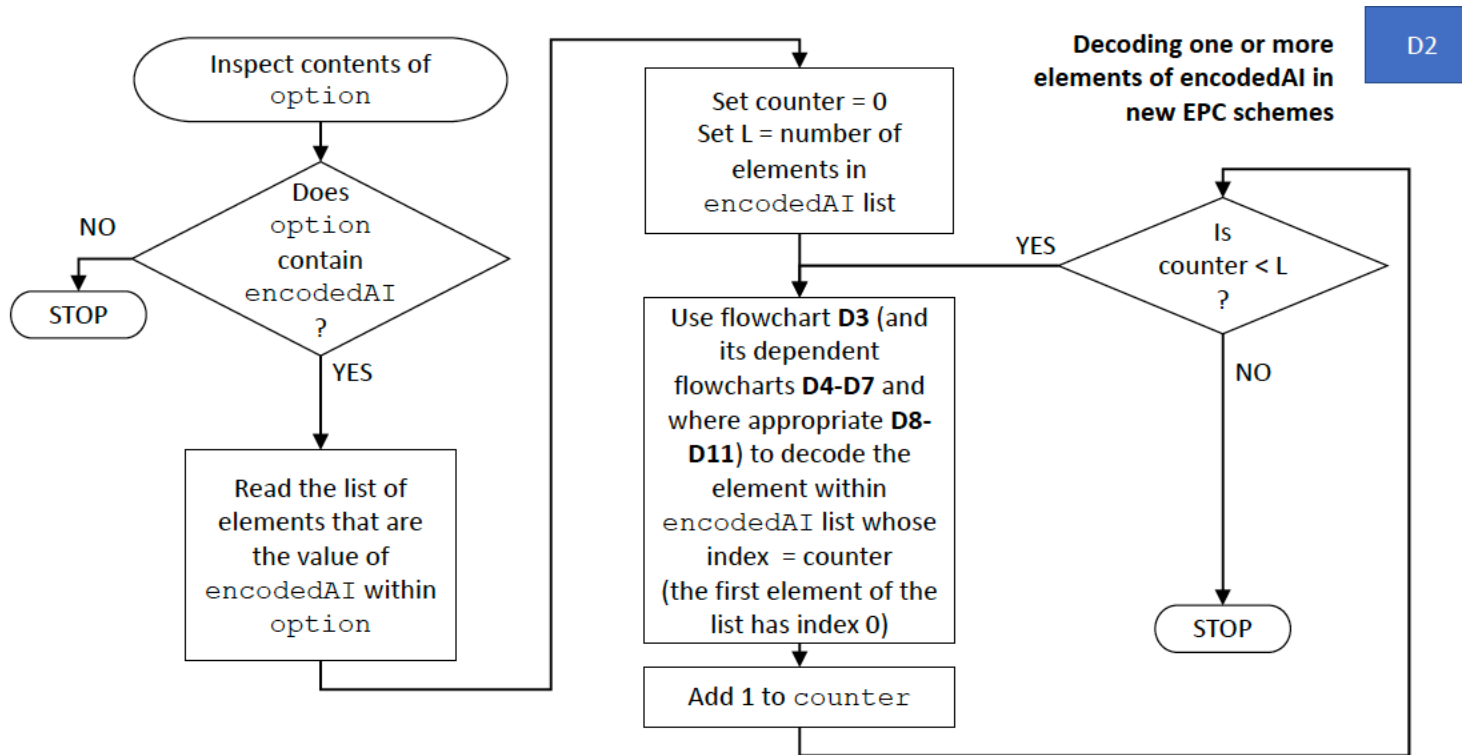 Decoding one or more
elements of encodedAI in
new EPC schemes
D2
Inspect contents of
option
Does
option
contain
encodedAI
?
NO
STOP
YES
Read the list of
elements that are
the value of
encodedAI within
option
Set counter = 0
Set L = number of
elements in
encodedAI list
Use flowchart D3 (and
its dependent
flowcharts D4-D7 and
where appropriate D8-
D11) to decode the
element within
encodedAI list whose
index = counter
(the first element of the
list has index 0)
Add 1 to counter
Is
counter < L
?
YES
NO
STOP